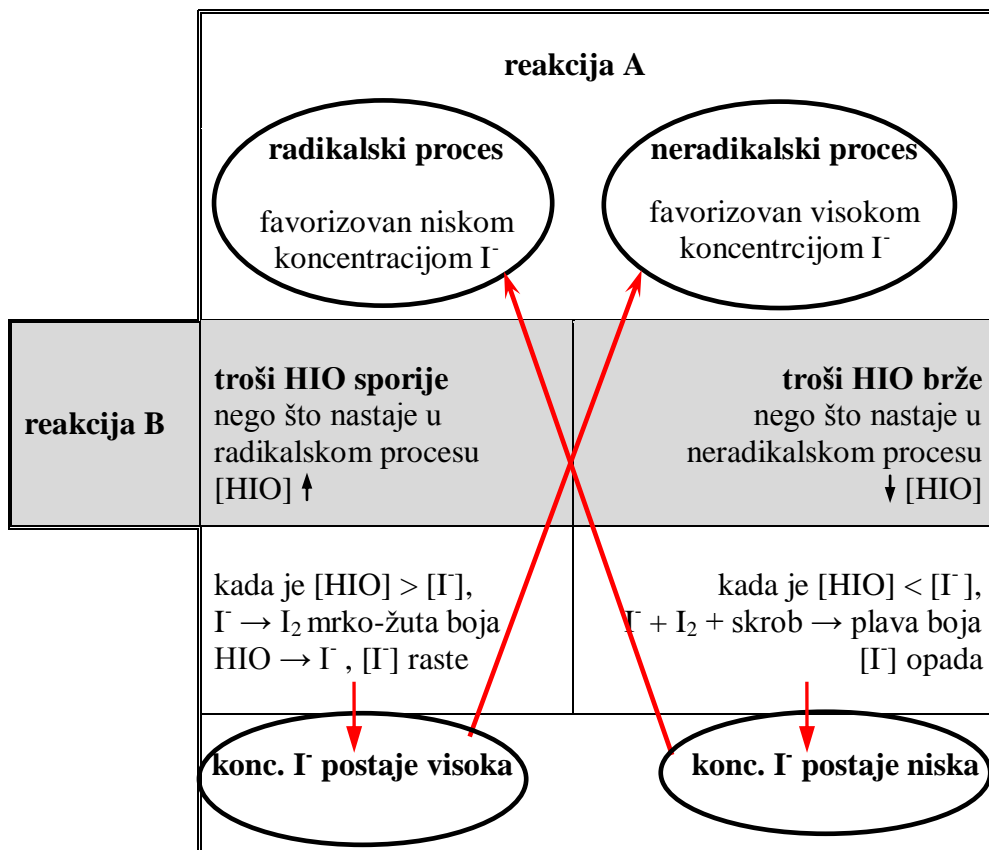 reakcija A
radikalski proces
favorizovan niskom
koncentracijom I⁻
neradikalski proces
favorizovan visokom
koncentrcijom I⁻
reakcija B
troši HIO sporije
nego što nastaje u
radikalskom procesu
[HIO] ↑
troši HIO brže
nego što nastaje u
neradikalskom procesu
↓ [HIO]
kada je [HIO] > [I⁻],
I⁻ → I₂ mrko-žuta boja
HIO → I⁻ , [I⁻] raste
kada je [HIO] < [I⁻],
I⁻ + I₂ + skrob → plava boja
[I⁻] opada
konc. I⁻ postaje visoka
konc. I⁻ postaje niska